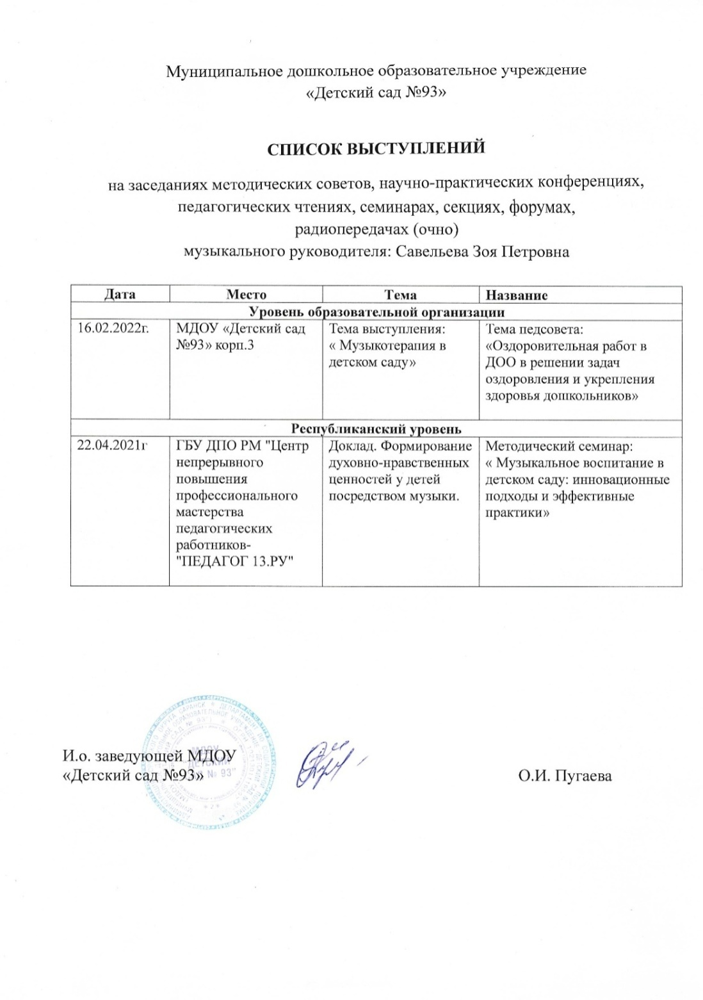 Муниципальное дошкольное образовательное учреждение
«Детский сад №93»
СПИСОК ВЫСТУПЛЕНИЙ
на заседаниях методических советов, научно-практических конференциях,
педагогических чтениях, семинарах, секциях, форумах,
радиопередачах (очно)
музыкального руководителя: Савельева Зоя Петровна
Дата Место Тема Название
Уровень образовательной организации
16.02.2022г.
МДОУ «Детский сад
№93» корп.3
Тема выступления:
« Музыкотерапия в
детском саду»
Тема педсовета:
«Оздоровительная работ в
ДОО в решении задач
оздоровления и укрепления
здоровья дошкольников»
Республиканский уровень
22.04.2021г
ГБУ ДПО РМ "Центр
непрерывного
повышения
профессионального
мастерства
педагогических
работников-
"ПЕДАГОГ 13.РУ"
Доклад. Формирование
духовно-нравственных
ценностей у детей
посредством музыки.
Методический семинар:
« Музыкальное воспитание в
детском саду: инновационные
подходы и эффективные
практики»
И.о. заведующей МДОУ
«Детский сад №93»
О.И. Пугаева
МДОУ
"ДЕТСКИЙ
№ 93"